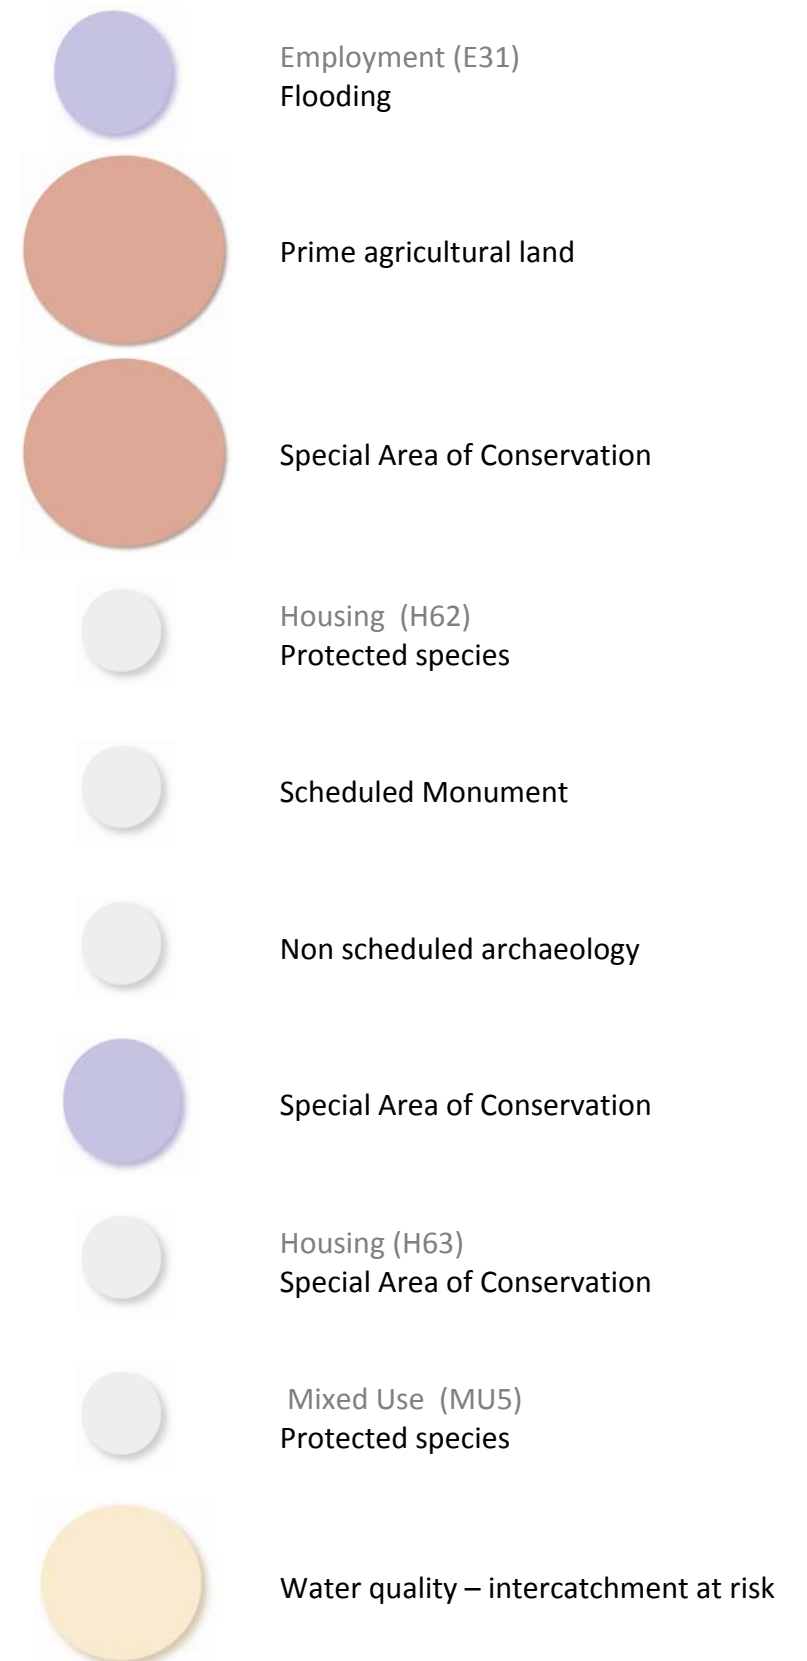 Employment (E31)
Flooding
Prime agricultural land
Special Area of Conservation
Housing  (H62)
Protected species
Scheduled Monument
Non scheduled archaeology
Special Area of Conservation
Housing (H63)
Special Area of Conservation
Mixed Use  (MU5)
Protected species
Water quality – intercatchment at risk